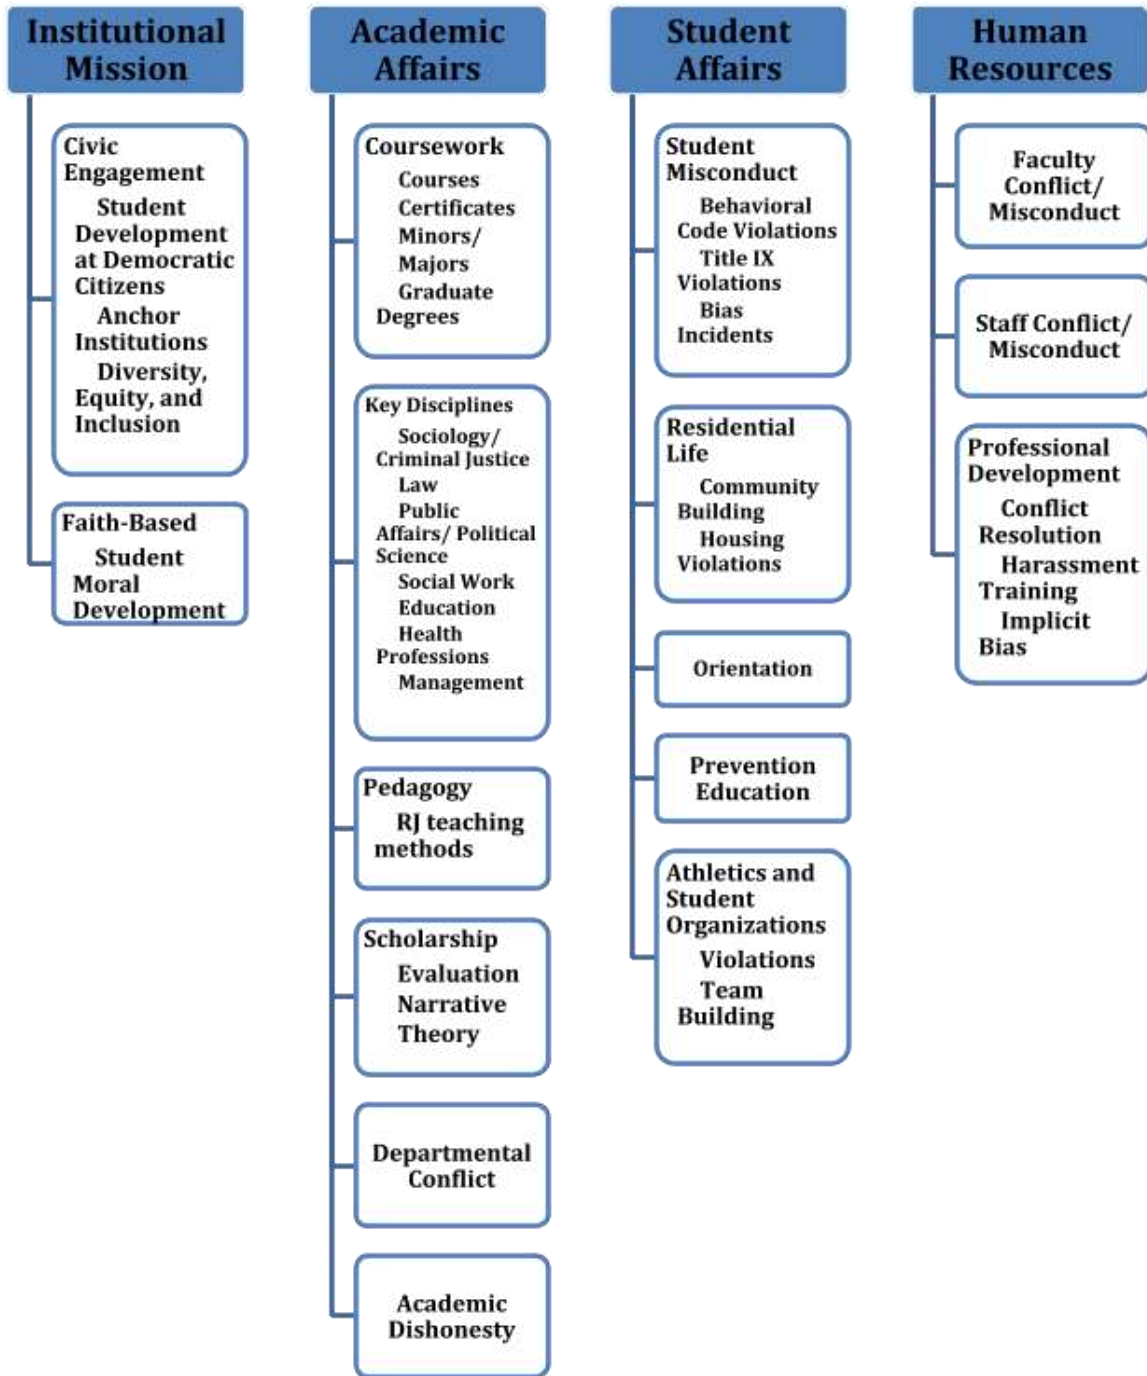 Institutional
Mission
Civic
Engagement
Student
Development
at Democratic
Citizens
Anchor
Institutions
Diversity,
Equity, and
Inclusion
Faith-Based
Student
Moral
Development
Academic
Affairs
Coursework
Courses
Certificates
Minors/
Majors
Graduate
Degrees
Key Disciplines
Sociology/
Criminal Justice
Law
Public
Affairs/ Political
Science
Social Work
Education
Health
Professions
Management
Pedagogy
RJ teaching
methods
Scholarship
Evaluation
Narrative
Theory
Departmental
Conflict
Academic
Dishonesty
Student
Affairs
Student
Misconduct
Behavioral
Code Violations
Title IX
Violations
Bias
Incidents
Residential
Life
Community
Building
Housing
Violations
Orientation
Prevention
Education
Athletics and
Student
Organizations
Violations
Team
Building
Human
Resources
Faculty
Conflict/
Misconduct
Staff Conflict/
Misconduct
Professional
Development
Conflict
Resolution
Harassment
Training
Implicit
Bias